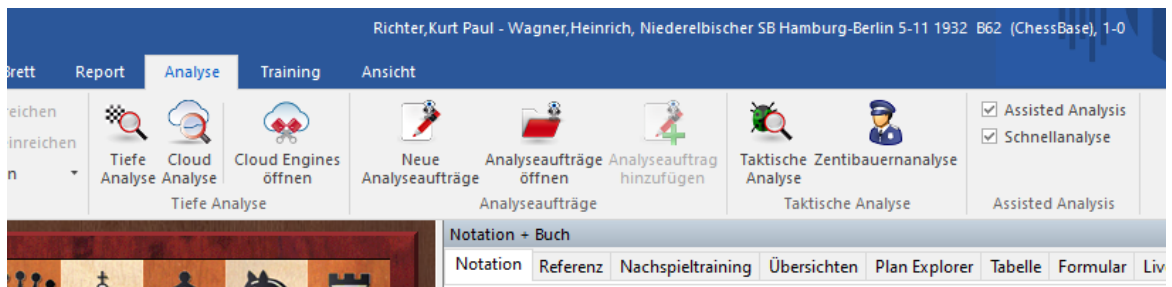 Richter,Kurt Paul - Wagner,Heinrich, Niederelbischer SB Hamburg-Berlin 5-11 1932 B62 (ChessBase), 1-0
Report Analyse Training Ansicht
Tiefe Analyse
Cloud Analyse
Cloud Engines öffnen
Tiefe Analyse
Neue Analyseaufträge
Analyseaufträge öffnen
Analyseauftrag hinzufügen
Analyseaufträge
Taktische Analyse
Zentibauernanalyse
Taktische Analyse
Assisted Analysis
Schnellanalyse
Assisted Analysis
Notation + Buch
Notation Referenz Nachspieltraining Übersichten Plan Explorer Tabelle Formular